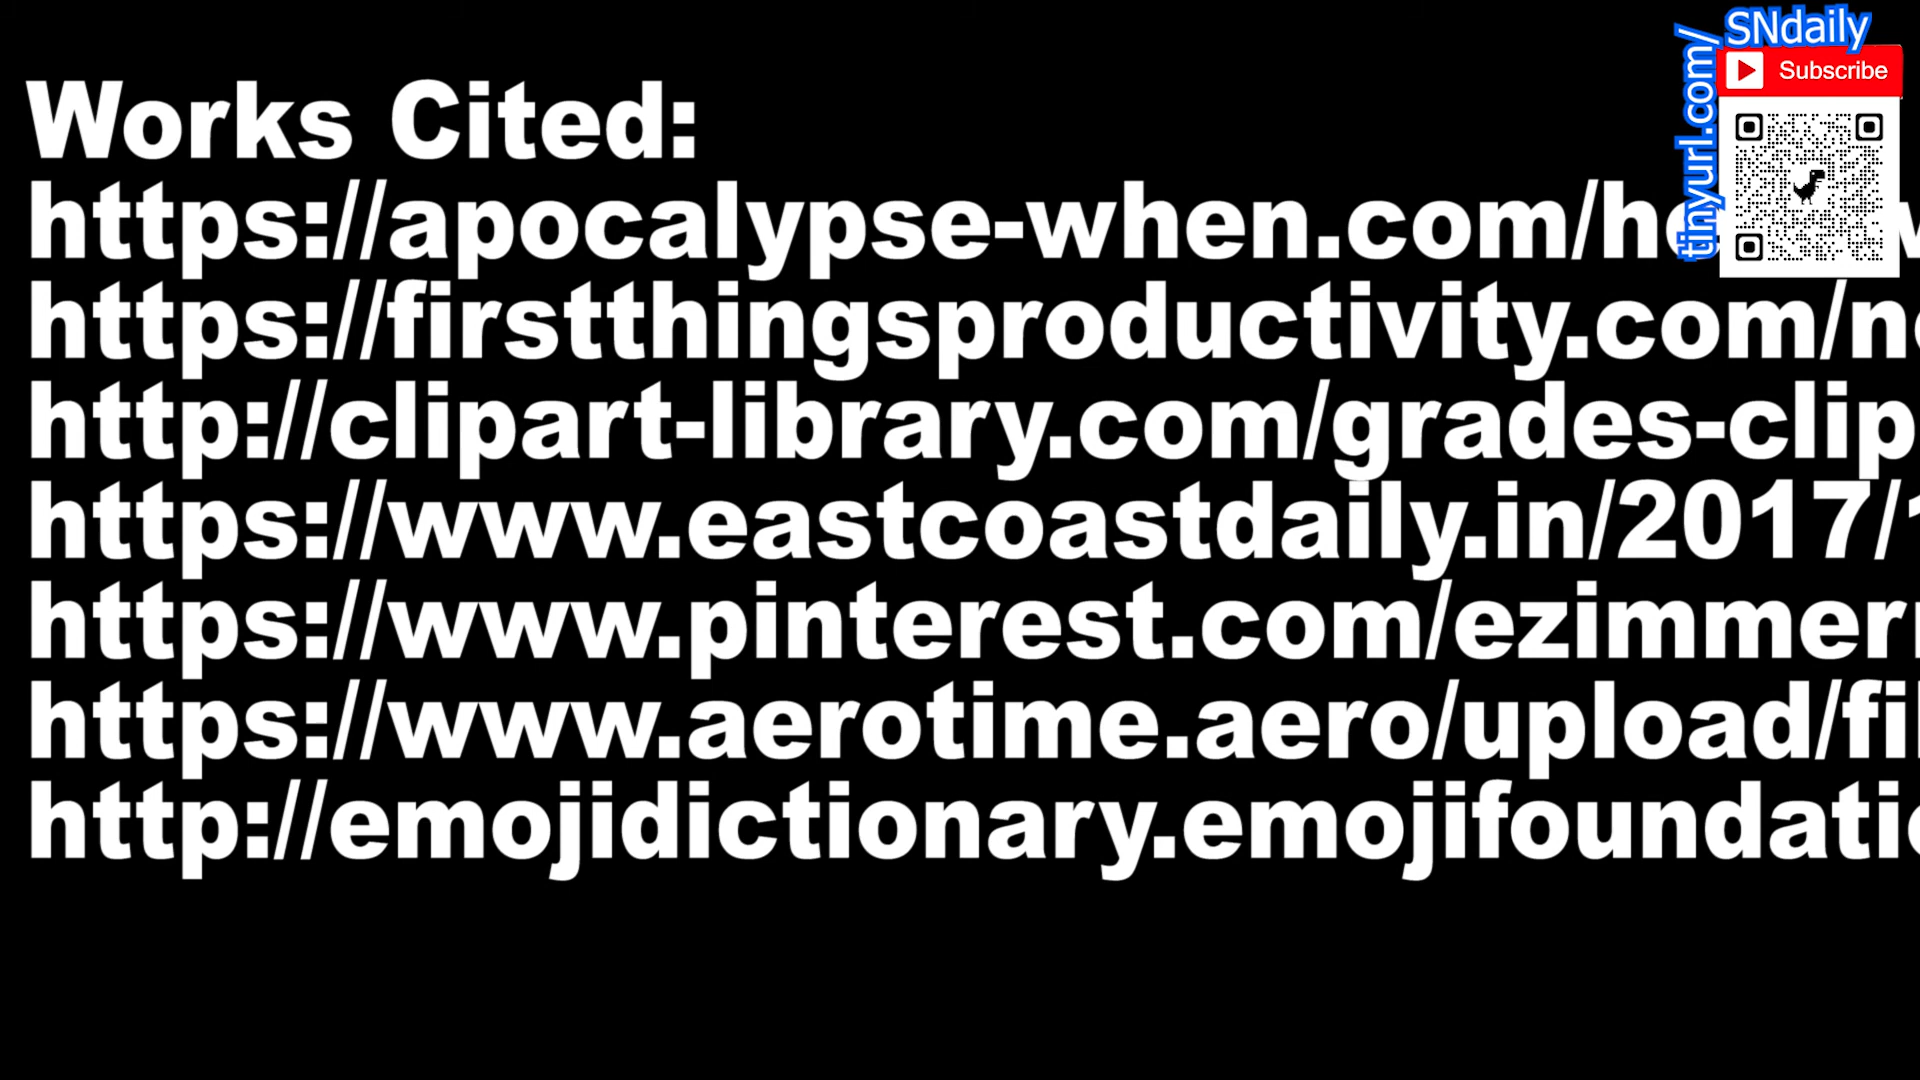 SNdaily
tinyurl.com/
Subscribe
Works Cited:
https://apocalypse-when.com/h
https://firstthingsproductivity.com/n
http://clipart-library.com/grades-clip
https://www.eastcoastdaily.in/2017/
https://www.pinterest.com/ezimmer
https://www.aerotime.aero/upload/fi
http://emojidictionary.emojifoundati